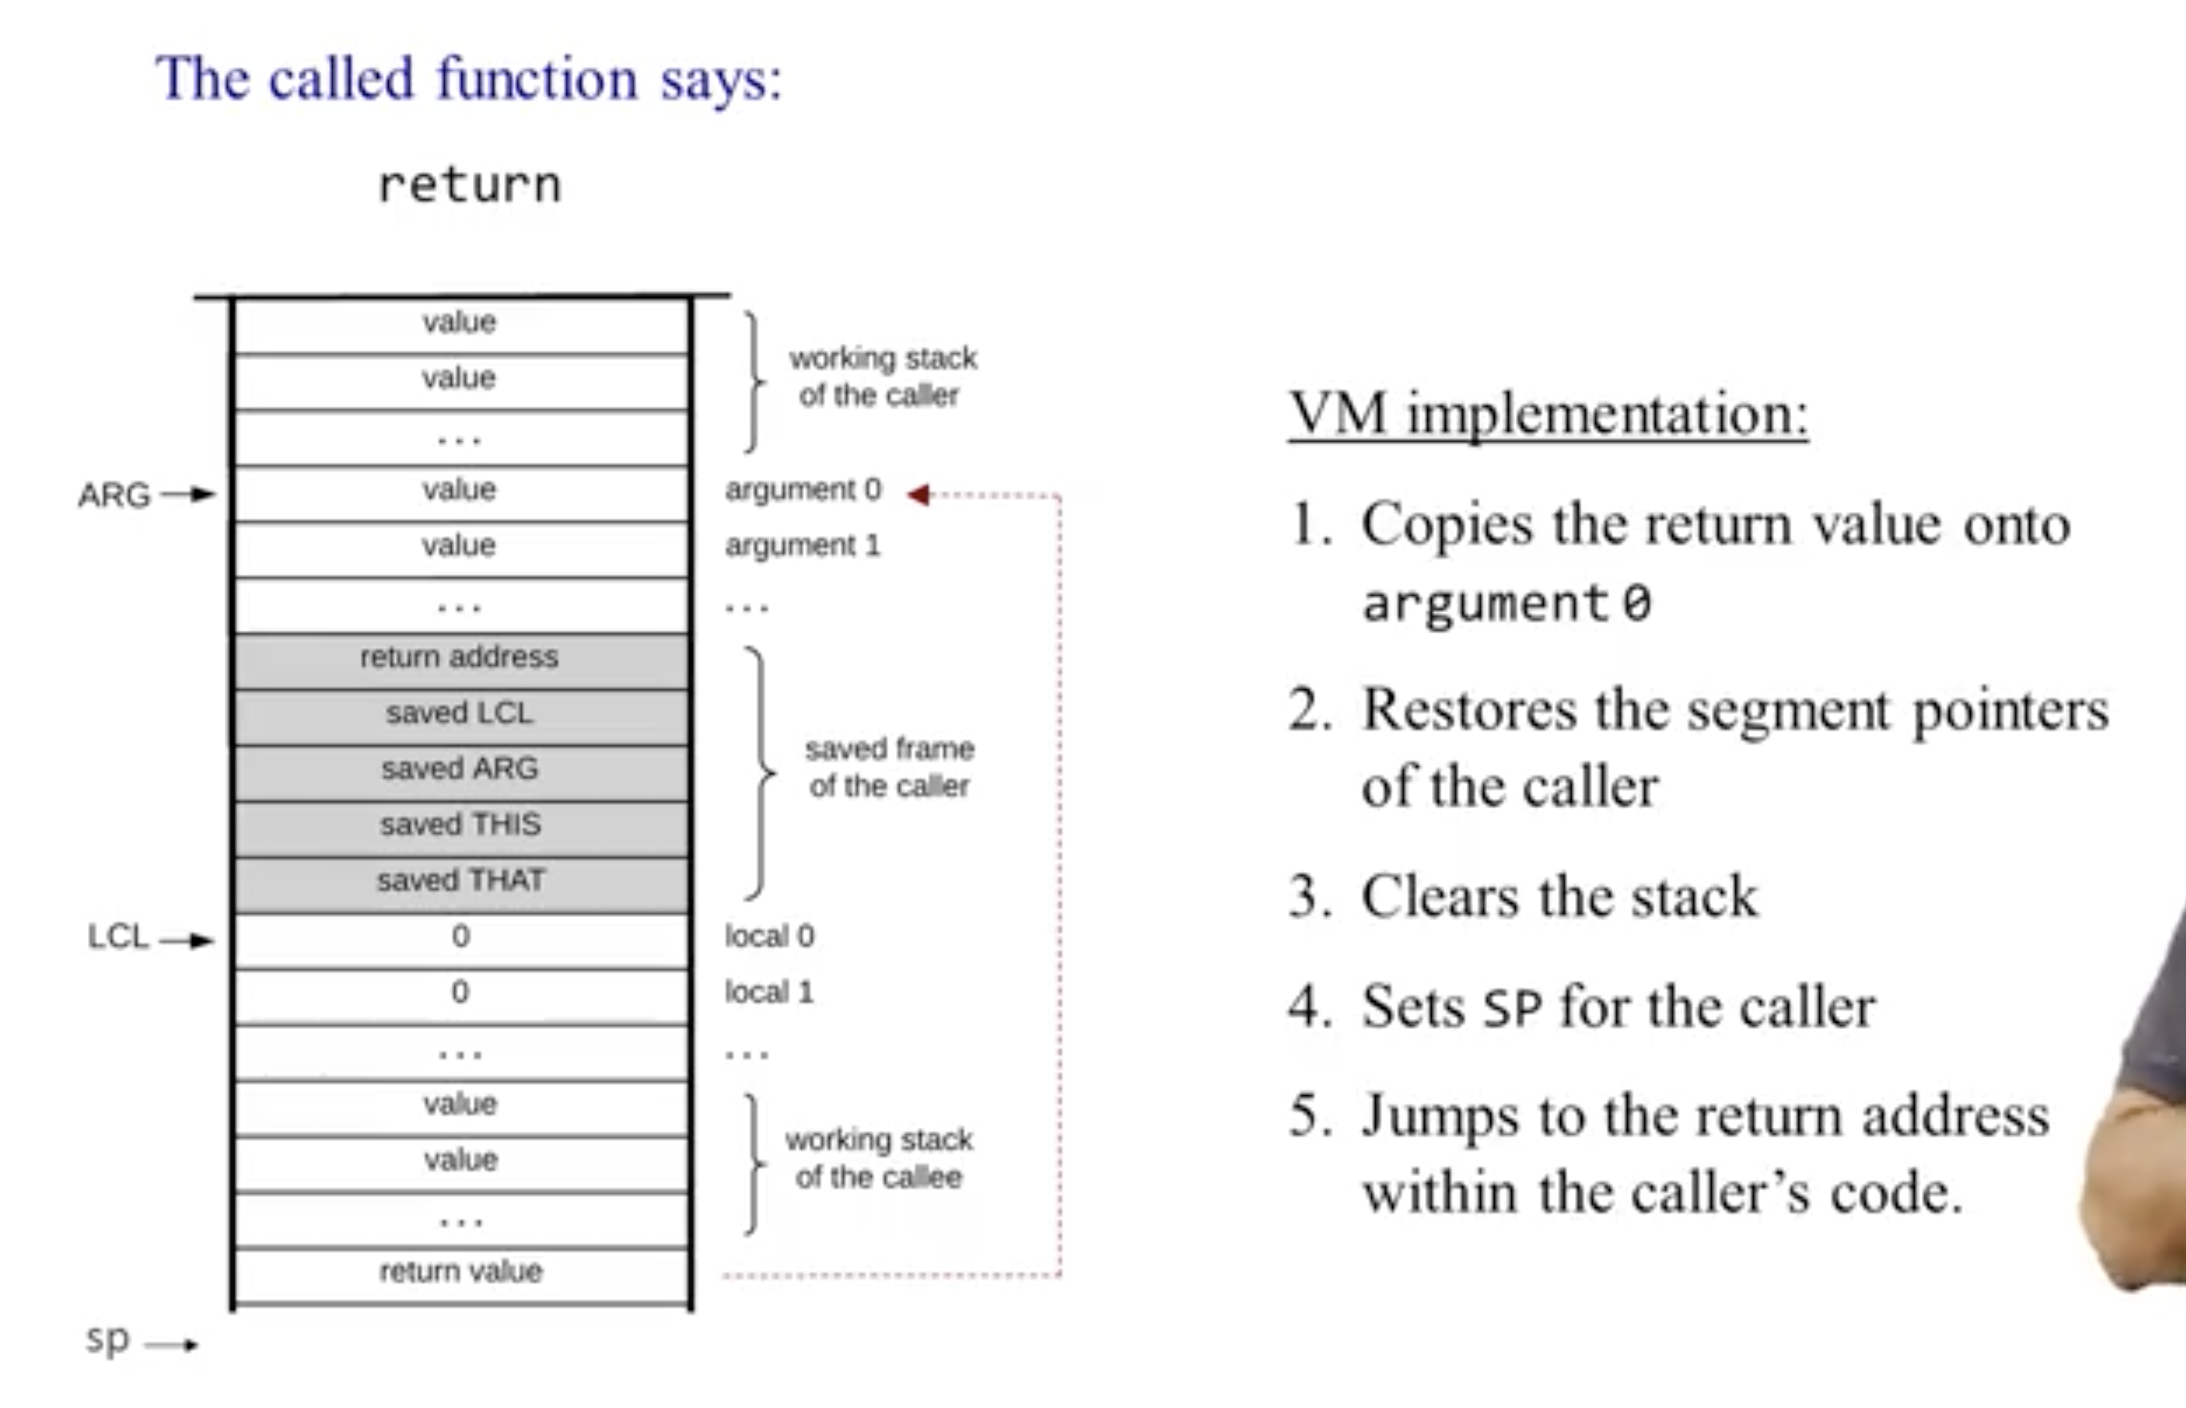 The called function says:
return
value
value
...
working stack
of the caller
ARG
value
argument 0
value
argument 1
...
...
return address
saved LCL
saved ARG
saved THIS
saved THAT
saved frame
of the caller
LCL
0
local 0
0
local 1
...
...
value
value
...
working stack
of the callee
return value
sp
VM implementation:
1. Copies the return value onto
argument 0
2. Restores the segment pointers
of the caller
3. Clears the stack
4. Sets SP for the caller
5. Jumps to the return address
within the caller’s code.